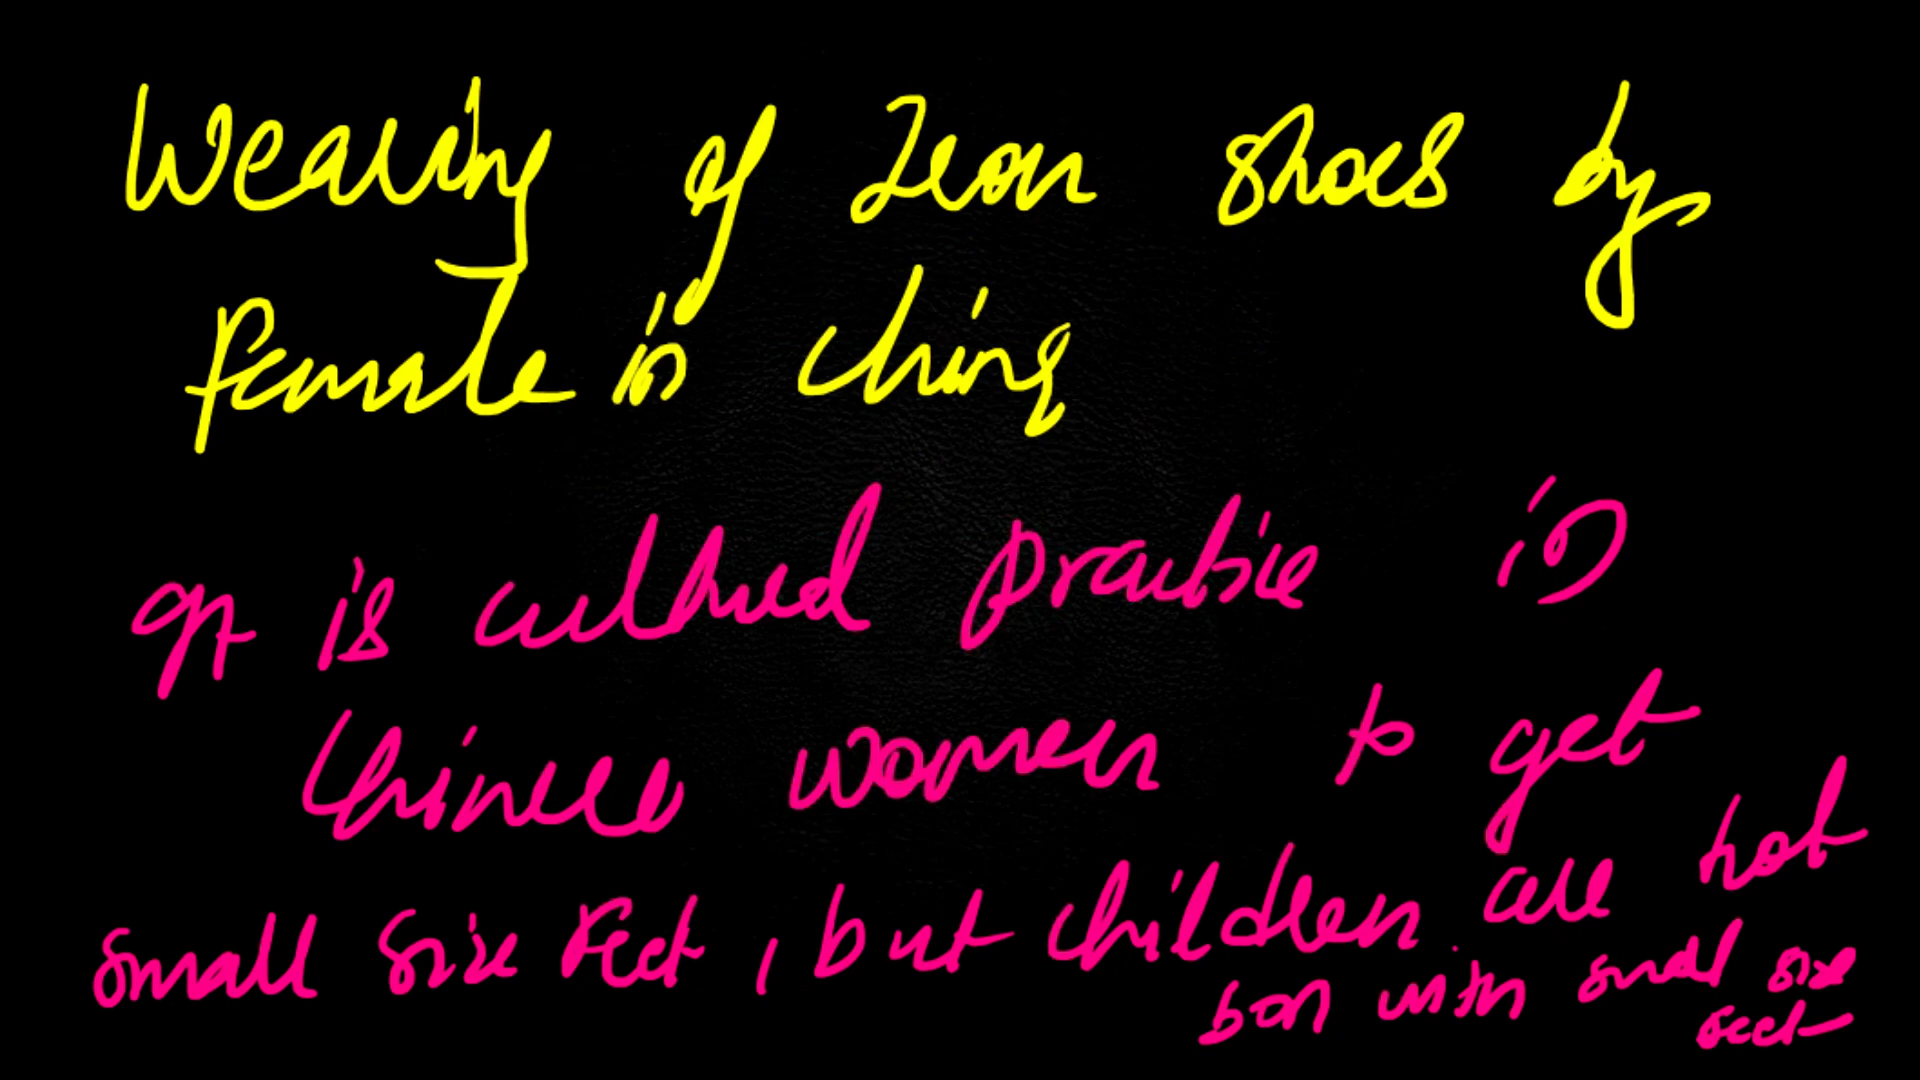 Wearing of Iron shoes by
Female in China
It is cultural practice in
Chinese women to get
small size feet, but children are not
born with small size
feet